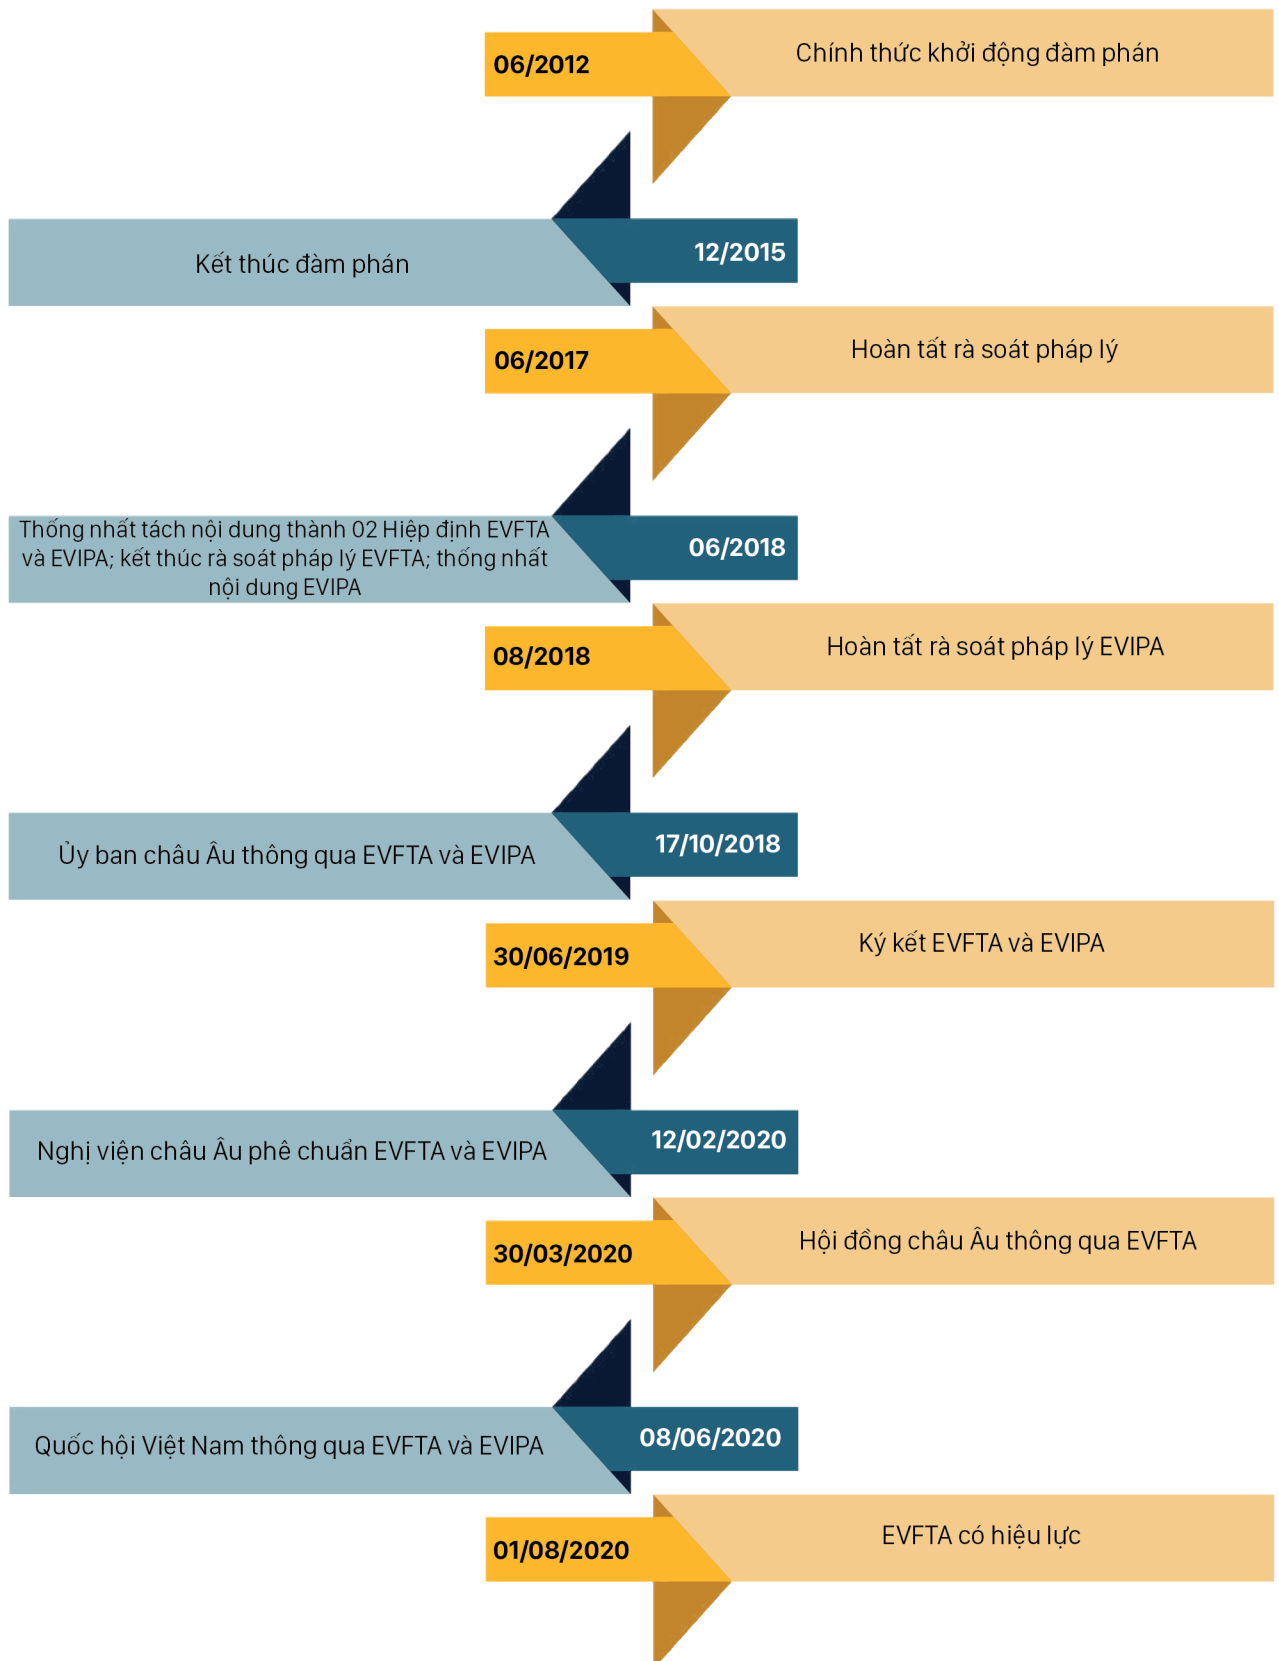 06/2012
Chính thức khởi động đàm phán
12/2015
Kết thúc đàm phán
06/2017
Hoàn tất rà soát pháp lý
06/2018
Thống nhất tách nội dung thành 02 Hiệp định EVFTA
và EVIPA; kết thúc rà soát pháp lý EVFTA; thống nhất
nội dung EVIPA
08/2018
Hoàn tất rà soát pháp lý EVIPA
17/10/2018
Ủy ban châu Âu thông qua EVFTA và EVIPA
30/06/2019
Ký kết EVFTA và EVIPA
12/02/2020
Nghị viện châu Âu phê chuẩn EVFTA và EVIPA
30/03/2020
Hội đồng châu Âu thông qua EVFTA
08/06/2020
Quốc hội Việt Nam thông qua EVFTA và EVIPA
01/08/2020
EVFTA có hiệu lực